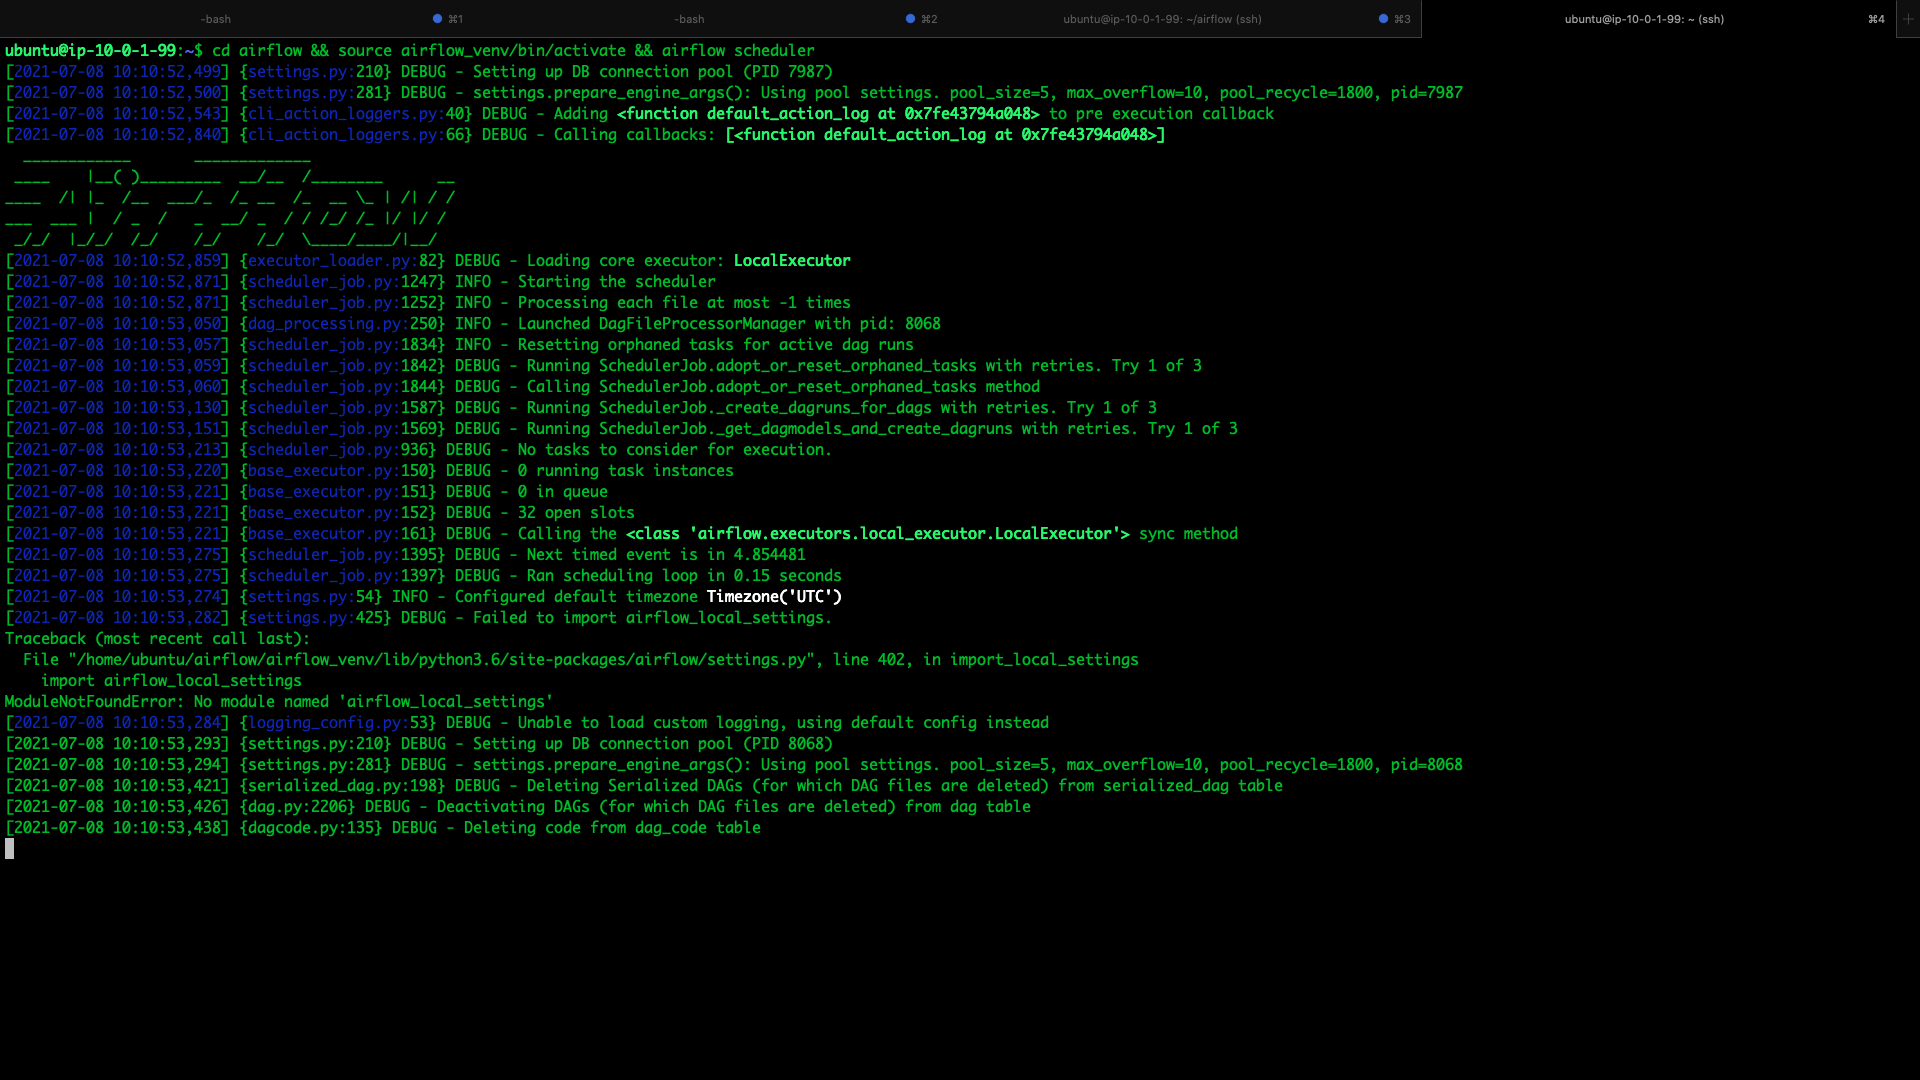 -bash ⌘1 -bash ⌘2 ubuntu@ip-10-0-1-99: ~/airflow (ssh) ⌘3 ubuntu@ip-10-0-1-99: ~ (ssh) ⌘4 +
ubuntu@ip-10-0-1-99:~$ cd airflow && source airflow_venv/bin/activate && airflow scheduler
[2021-07-08 10:10:52,499] {settings.py:210} DEBUG - Setting up DB connection pool (PID 7987)
[2021-07-08 10:10:52,500] {settings.py:281} DEBUG - settings.prepare_engine_args(): Using pool settings. pool_size=5, max_overflow=10, pool_recycle=1800, pid=7987
[2021-07-08 10:10:52,543] {cli_action_loggers.py:40} DEBUG - Adding <function default_action_log at 0x7fe43794a048> to pre execution callback
[2021-07-08 10:10:52,840] {cli_action_loggers.py:66} DEBUG - Calling callbacks: [<function default_action_log at 0x7fe43794a048>]
  ____________       _____________
 ____    |__( )_________  __/__  /________      __
____  /| |_  /__  ___/_  /_ __  /_  __ \_ | /| / /
___  ___ |  / _  /   _  __/ _  / / /_/ /_ |/ |/ /
 _/_/  |_/_/  /_/    /_/    /_/  \____/____/|__/
[2021-07-08 10:10:52,859] {executor_loader.py:82} DEBUG - Loading core executor: LocalExecutor
[2021-07-08 10:10:52,871] {scheduler_job.py:1247} INFO - Starting the scheduler
[2021-07-08 10:10:52,871] {scheduler_job.py:1252} INFO - Processing each file at most -1 times
[2021-07-08 10:10:53,050] {dag_processing.py:250} INFO - Launched DagFileProcessorManager with pid: 8068
[2021-07-08 10:10:53,057] {scheduler_job.py:1834} INFO - Resetting orphaned tasks for active dag runs
[2021-07-08 10:10:53,059] {scheduler_job.py:1842} DEBUG - Running SchedulerJob.adopt_or_reset_orphaned_tasks with retries. Try 1 of 3
[2021-07-08 10:10:53,060] {scheduler_job.py:1844} DEBUG - Calling SchedulerJob.adopt_or_reset_orphaned_tasks method
[2021-07-08 10:10:53,130] {scheduler_job.py:1587} DEBUG - Running SchedulerJob._create_dagruns_for_dags with retries. Try 1 of 3
[2021-07-08 10:10:53,151] {scheduler_job.py:1569} DEBUG - Running SchedulerJob._get_dagmodels_and_create_dagruns with retries. Try 1 of 3
[2021-07-08 10:10:53,213] {scheduler_job.py:936} DEBUG - No tasks to consider for execution.
[2021-07-08 10:10:53,220] {base_executor.py:150} DEBUG - 0 running task instances
[2021-07-08 10:10:53,221] {base_executor.py:151} DEBUG - 0 in queue
[2021-07-08 10:10:53,221] {base_executor.py:152} DEBUG - 32 open slots
[2021-07-08 10:10:53,221] {base_executor.py:161} DEBUG - Calling the <class 'airflow.executors.local_executor.LocalExecutor'> sync method
[2021-07-08 10:10:53,275] {scheduler_job.py:1395} DEBUG - Next timed event is in 4.854481
[2021-07-08 10:10:53,275] {scheduler_job.py:1397} DEBUG - Ran scheduling loop in 0.15 seconds
[2021-07-08 10:10:53,274] {settings.py:54} INFO - Configured default timezone Timezone('UTC')
[2021-07-08 10:10:53,282] {settings.py:425} DEBUG - Failed to import airflow_local_settings.
Traceback (most recent call last):
  File "/home/ubuntu/airflow/airflow_venv/lib/python3.6/site-packages/airflow/settings.py", line 402, in import_local_settings
    import airflow_local_settings
ModuleNotFoundError: No module named 'airflow_local_settings'
[2021-07-08 10:10:53,284] {logging_config.py:53} DEBUG - Unable to load custom logging, using default config instead
[2021-07-08 10:10:53,293] {settings.py:210} DEBUG - Setting up DB connection pool (PID 8068)
[2021-07-08 10:10:53,294] {settings.py:281} DEBUG - settings.prepare_engine_args(): Using pool settings. pool_size=5, max_overflow=10, pool_recycle=1800, pid=8068
[2021-07-08 10:10:53,421] {serialized_dag.py:198} DEBUG - Deleting Serialized DAGs (for which DAG files are deleted) from serialized_dag table
[2021-07-08 10:10:53,426] {dag.py:2206} DEBUG - Deactivating DAGs (for which DAG files are deleted) from dag table
[2021-07-08 10:10:53,438] {dagcode.py:135} DEBUG - Deleting code from dag_code table